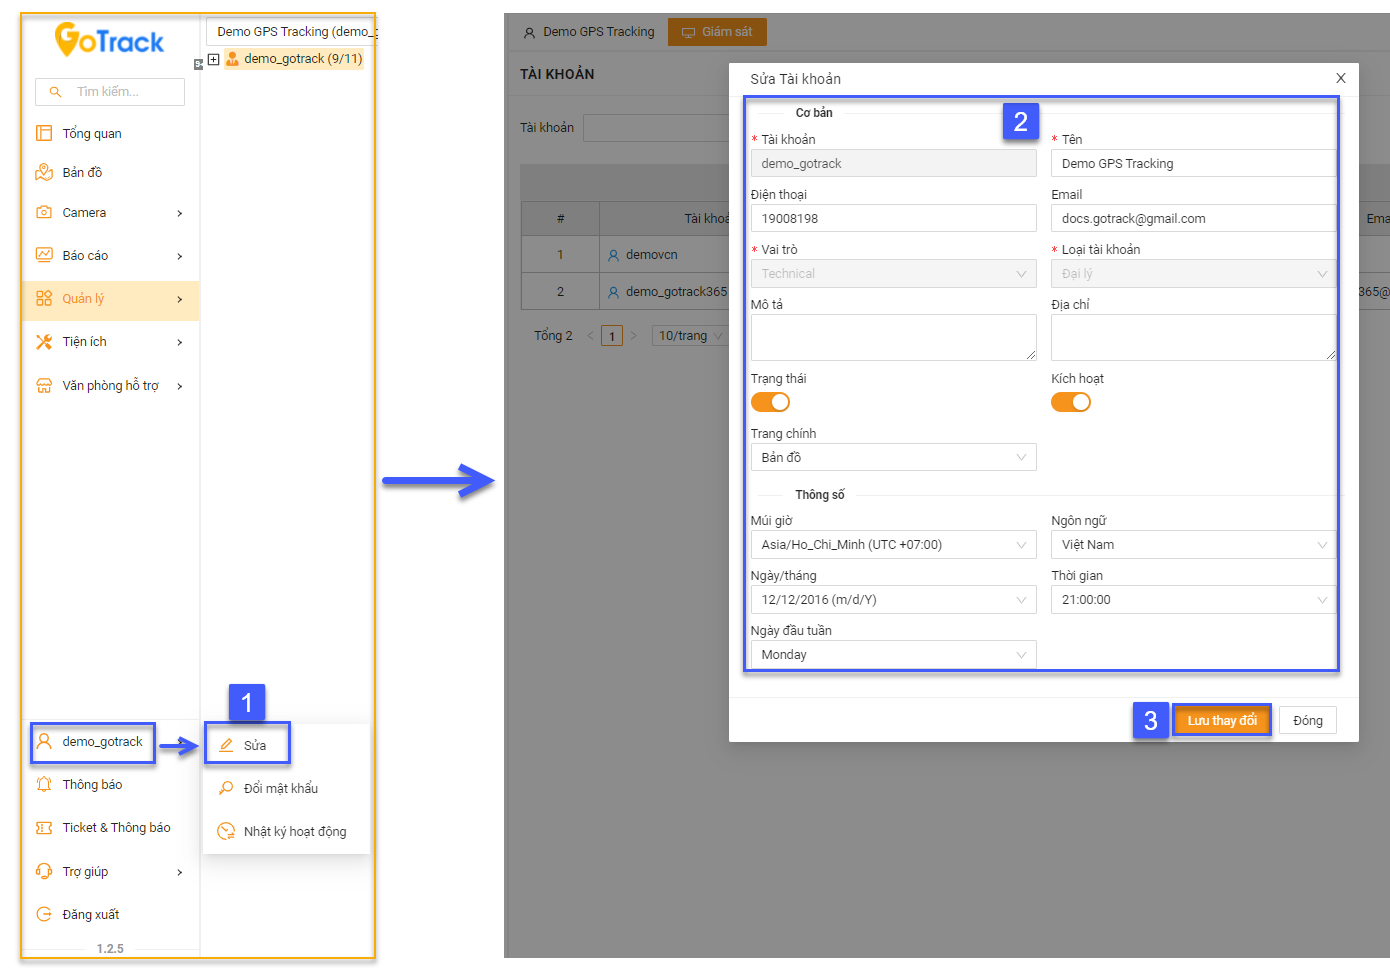 GoTrack
Tìm kiếm...
Tổng quan
Bản đồ
Camera
Báo cáo
Quản lý
Tiện ích
Văn phòng hỗ trợ
demo_gotrack
Thông báo
Ticket & Thông báo
Trợ giúp
Đăng xuất
1.2.5
Demo GPS Tracking (demo_g
demo_gotrack (9/11)
1
Sửa
Đổi mật khẩu
Nhật ký hoạt động
Demo GPS Tracking
Giám sát
TÀI KHOẢN
Tài khoản
# Tài khoả Ema
1 demovcn
2 demo_gotrack365 365@
Tổng 2 < 1 > 10/trang
Sửa Tài khoản X
Cơ bản
2
* Tài khoản * Tên
demo_gotrack Demo GPS Tracking
Điện thoại Email
19008198 docs.gotrack@gmail.com
* Vai trò * Loại tài khoản
Technical Đại lý
Mô tả Địa chỉ
Trạng thái Kích hoạt
Trang chính
Bản đồ
Thông số
Múi giờ Ngôn ngữ
Asia/Ho_Chi_Minh (UTC +07:00) Việt Nam
Ngày/tháng Thời gian
12/12/2016 (m/d/Y) 21:00:00
Ngày đầu tuần
Monday
3 Lưu thay đổi Đóng